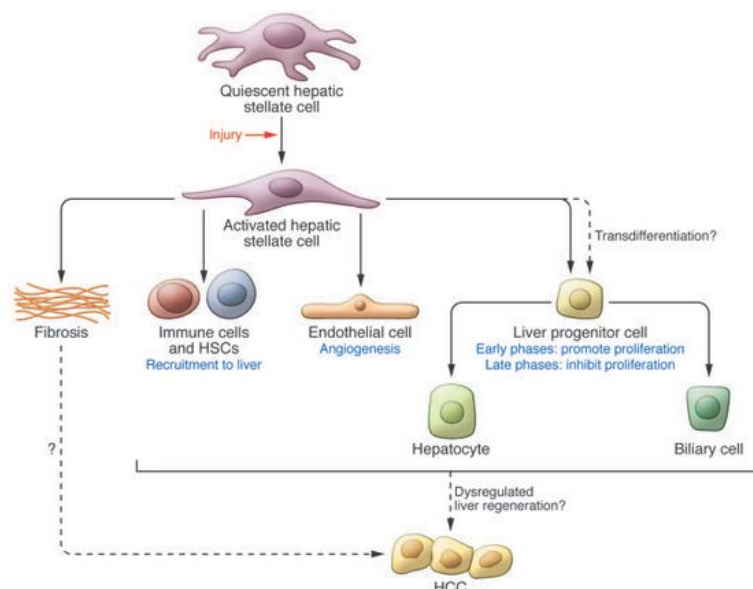 Quiescent hepatic
stellate cell
Injury
Activated hepatic
stellate cell
Transdifferentiation?
Fibrosis
Immune cells
and HSCs
Recruitment to liver
Endothelial cell
Angiogenesis
Liver progenitor cell
Early phases: promote proliferation
Late phases: inhibit proliferation
?
Hepatocyte
Biliary cell
Dysregulated
liver regeneration?
HCC